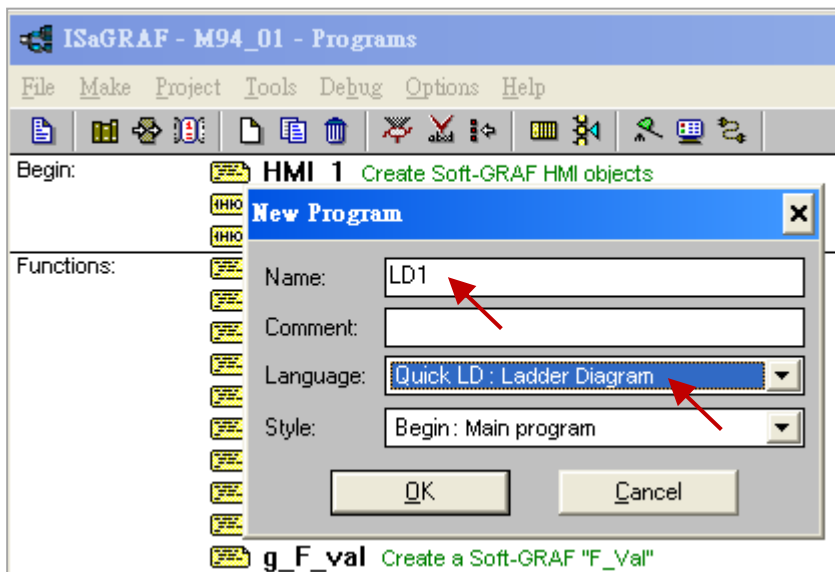 ISaGRAF - M94_01 - Programs
File Make Project Tools Debug Options Help
Begin:
HMI_1 Create Soft-GRAF HMI objects
New Program
Functions:
Name: LD1
Comment:
Language: Quick LD : Ladder Diagram
Style: Begin : Main program
OK Cancel
g_F_val Create a Soft-GRAF "F_Val"